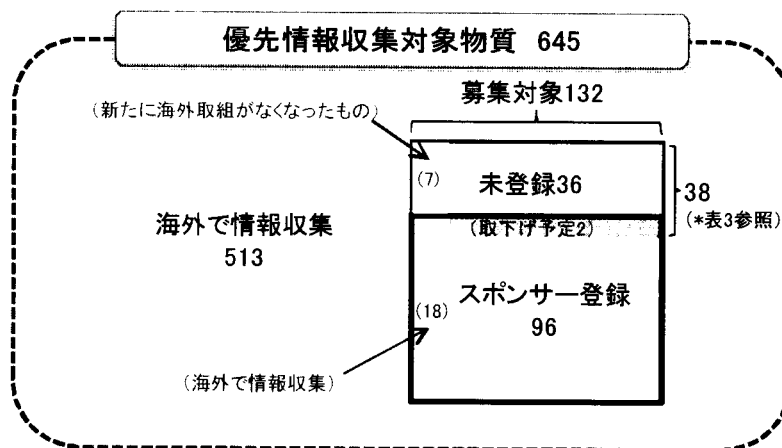 優先情報収集対象物質 645
募集対象132
(新たに海外取組がなくなったもの)
(7)
未登録36
38
(*表3参照)
(取下げ予定2)
海外で情報収集
513
スポンサー登録
96
(18)
(海外で情報収集)